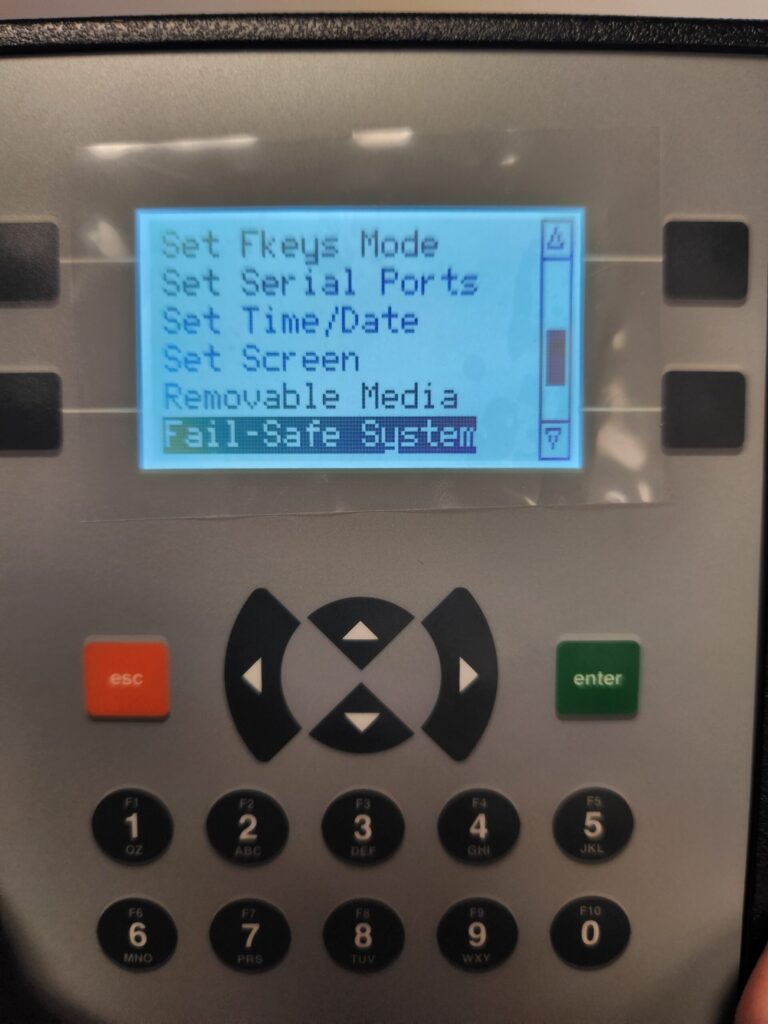 Set Fkeys Mode
Set Serial Ports
Set Time/Date
Set Screen
Removable Media
Fail-Safe System
esc
enter
F1 F2 F3 F4 F5
1 2 3 4 5
QZ ABC DEF GHI JKL
F6 F7 F8 F9 F10
6 7 8 9 0
MNO PRS TUV WXY